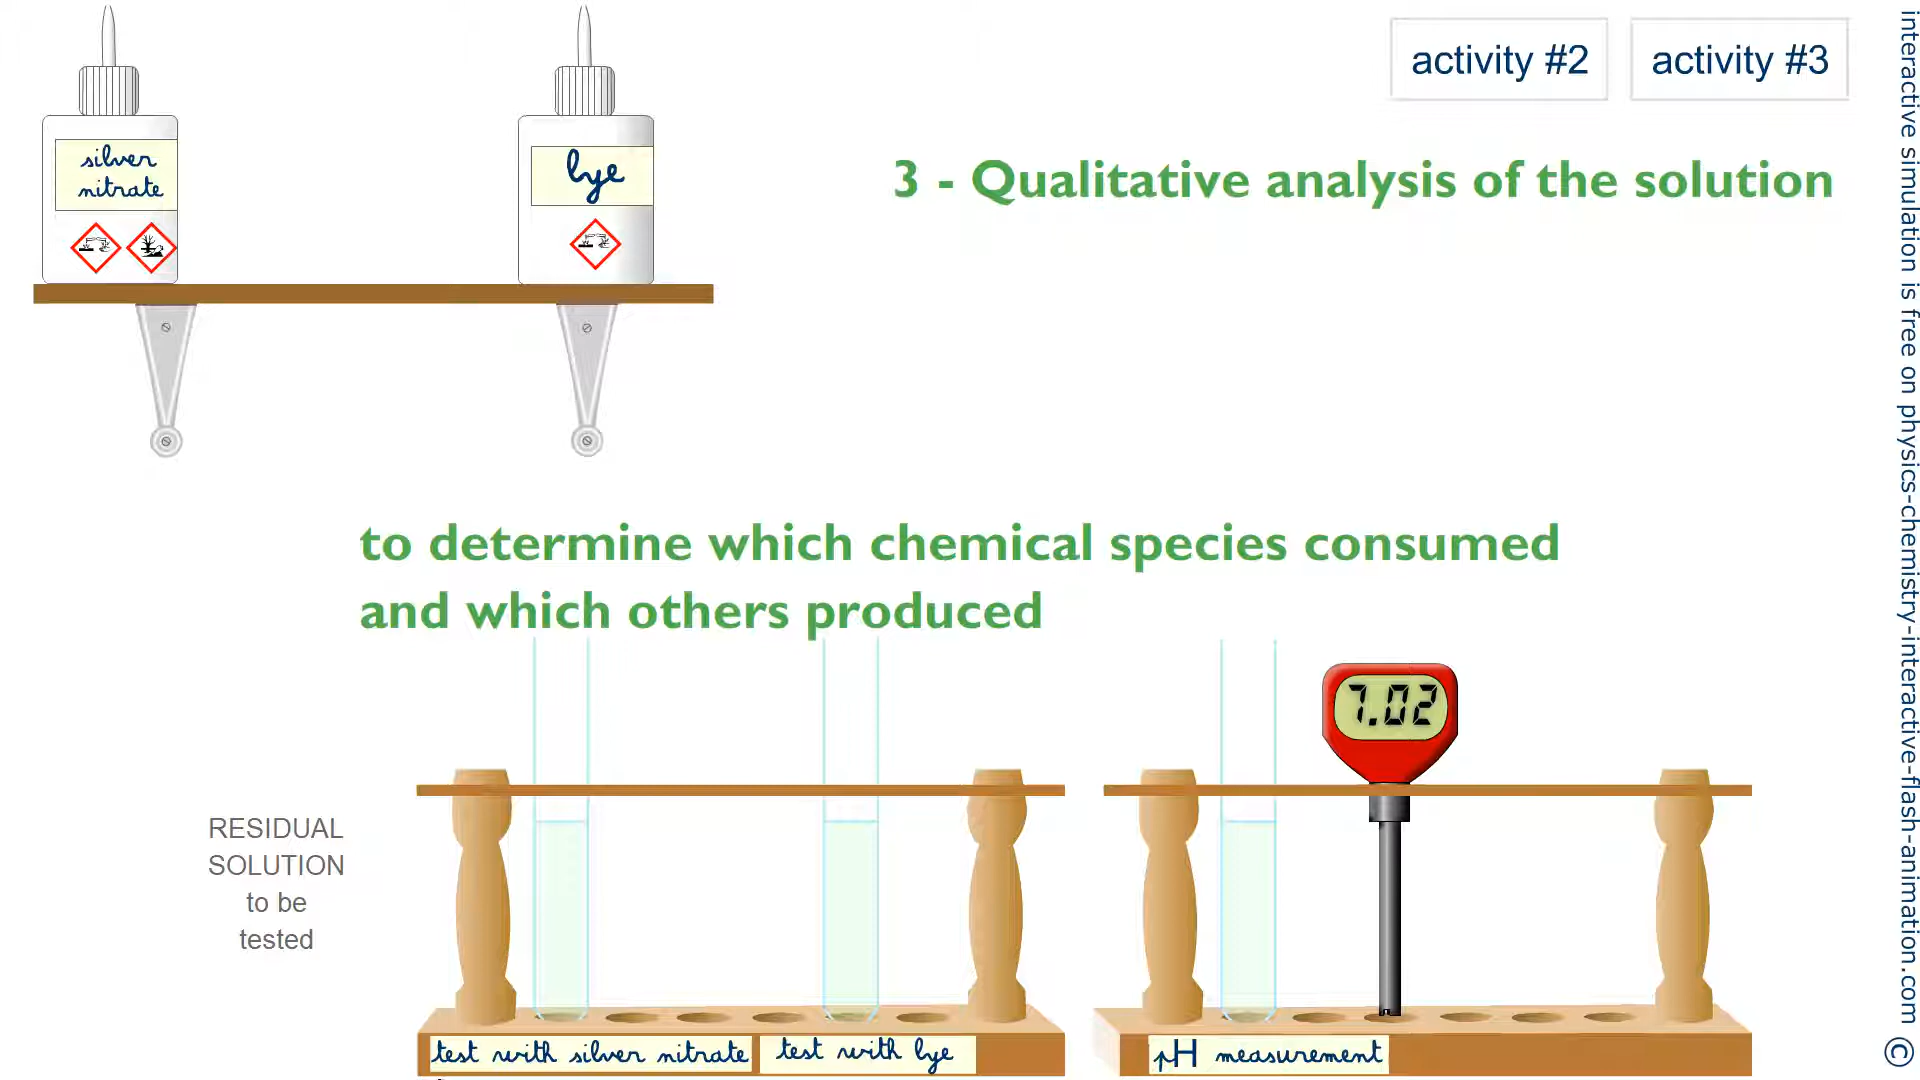 activity #2
activity #3
silver
nitrate
lye
3 - Qualitative analysis of the solution
to determine which chemical species consumed
and which others produced
7.02
RESIDUAL
SOLUTION
to be
tested
test with silver nitrate
test with lye
pH measurement
interactive simulation is free on physics-chemistry-interactive-flash-animation.com ©